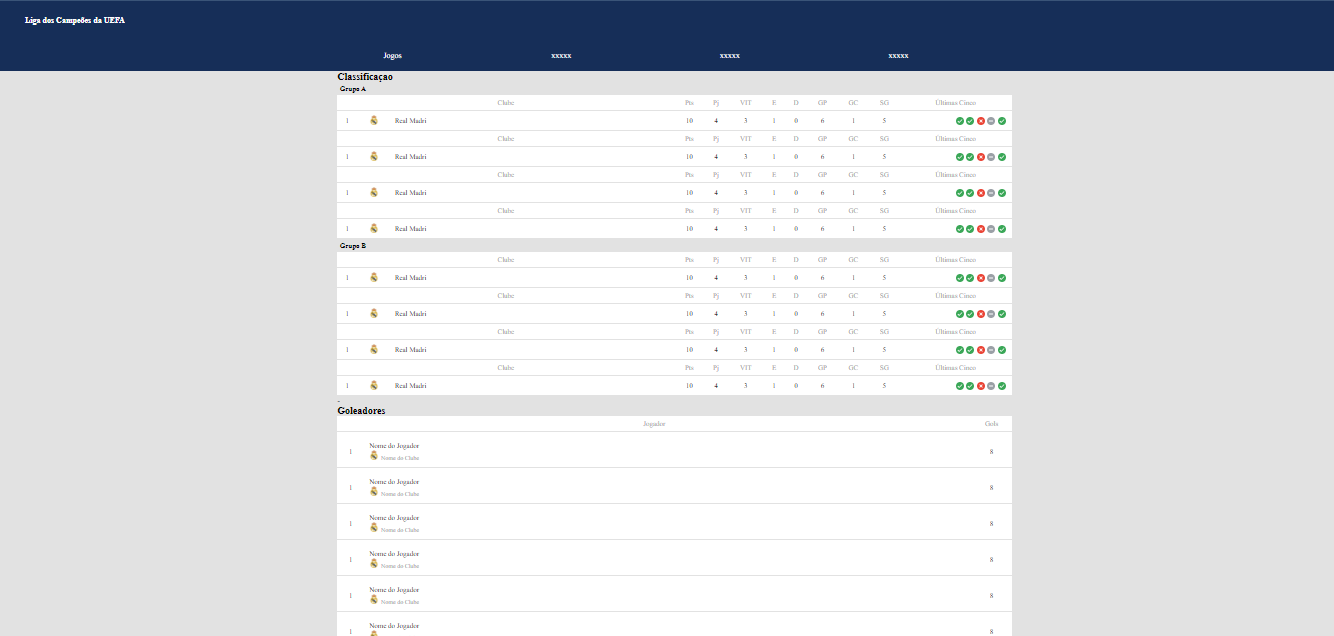 Liga dos Campeões da UEFA
Jogos xxxxx xxxxx xxxxx
Classificaçao
Grupo A
Clube Pts Pj VIT E D GP GC SG Últimas Cinco
1 Real Madri 10 4 3 1 0 6 1 5
Clube Pts Pj VIT E D GP GC SG Últimas Cinco
1 Real Madri 10 4 3 1 0 6 1 5
Clube Pts Pj VIT E D GP GC SG Últimas Cinco
1 Real Madri 10 4 3 1 0 6 1 5
Clube Pts Pj VIT E D GP GC SG Últimas Cinco
1 Real Madri 10 4 3 1 0 6 1 5
Grupo B
Clube Pts Pj VIT E D GP GC SG Últimas Cinco
1 Real Madri 10 4 3 1 0 6 1 5
Clube Pts Pj VIT E D GP GC SG Últimas Cinco
1 Real Madri 10 4 3 1 0 6 1 5
Clube Pts Pj VIT E D GP GC SG Últimas Cinco
1 Real Madri 10 4 3 1 0 6 1 5
Clube Pts Pj VIT E D GP GC SG Últimas Cinco
1 Real Madri 10 4 3 1 0 6 1 5
-
Goleadores
Jogador Gols
1 Nome do Jogador 8
Nome do Clube
1 Nome do Jogador 8
Nome do Clube
1 Nome do Jogador 8
Nome do Clube
1 Nome do Jogador 8
Nome do Clube
1 Nome do Jogador 8
Nome do Clube
1 Nome do Jogador 8